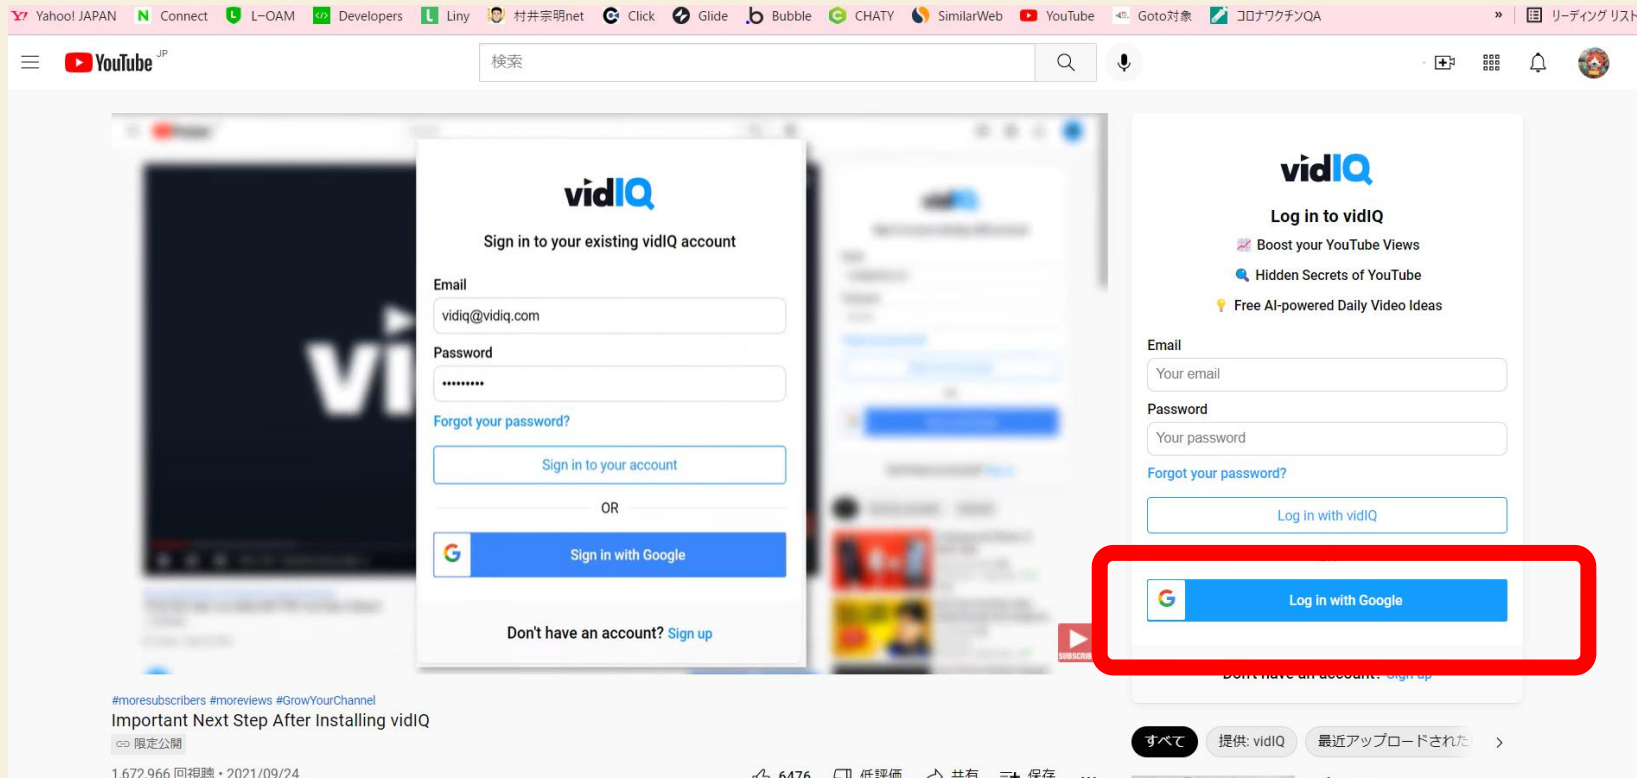 Yahoo! JAPAN Connect L-OAM Developers Liny 村井宗明net Click Glide Bubble CHATY SimilarWeb YouTube Goto対象 コロナワクチンQA » リーディングリスト
YouTube JP
検索
vidIQ
Sign in to your existing vidIQ account
Email
vidiq@vidiq.com
Password
•••••••••
Forgot your password?
Sign in to your account
OR
Sign in with Google
Don't have an account? Sign up
SUBSCRIB
vidIQ
Log in to vidIQ
Boost your YouTube Views
Hidden Secrets of YouTube
Free AI-powered Daily Video Ideas
Email
Your email
Password
Your password
Forgot your password?
Log in with vidIQ
Log in with Google
Don't have an account? Sign up
#moresubscribers #moreviews #GrowYourChannel
Important Next Step After Installing vidIQ
限定公開
1,672,966 回視聴・2021/09/24
6476 低評価 共有 保存 …
すべて 提供: vidIQ 最近アップロードされた